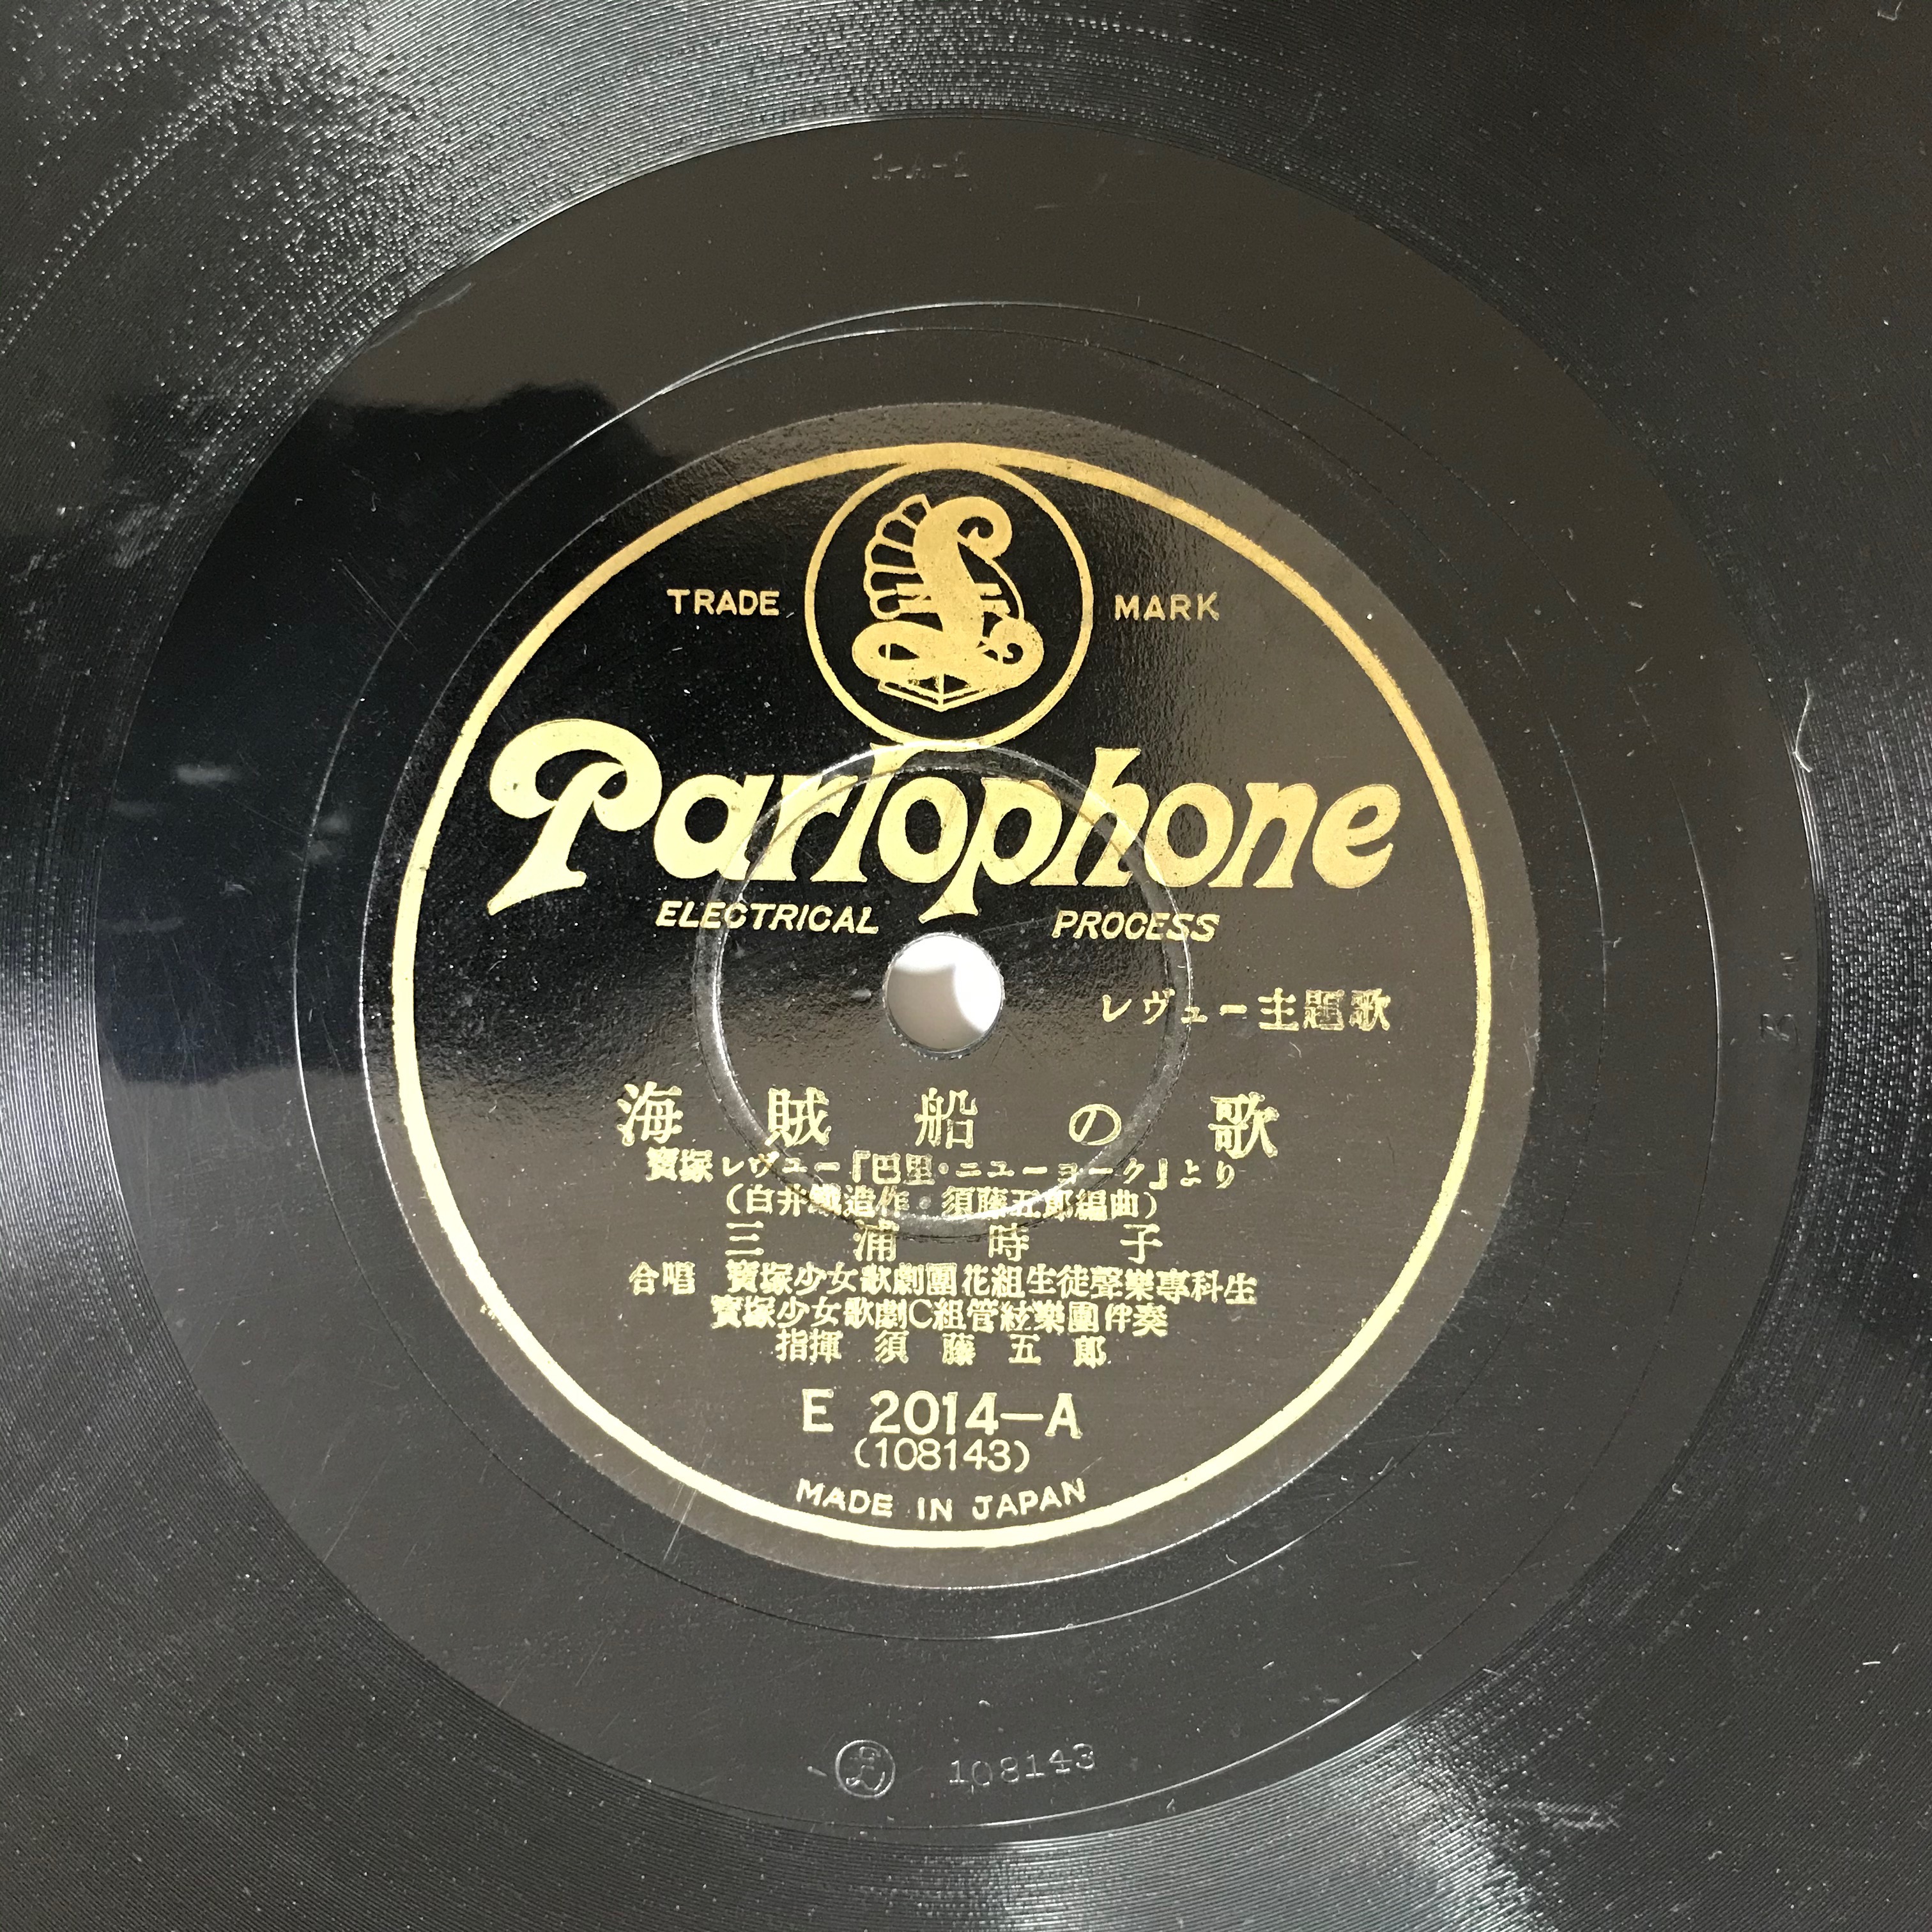 1-A-2
TRADE MARK
Parlophone
ELECTRICAL PROCESS
レヴュー主題歌
海賊船の歌
寶塚レヴユー『巴里・ニユーヨーク』より
(白井鐵造作・須藤五郎編曲)
三浦時子
合唱 寶塚少女歌劇團花組生徒聲樂專科生
寶塚少女歌劇C組管絃樂團伴奏
指揮 須藤五郎
E 2014-A
(108143)
MADE IN JAPAN
£ 108143